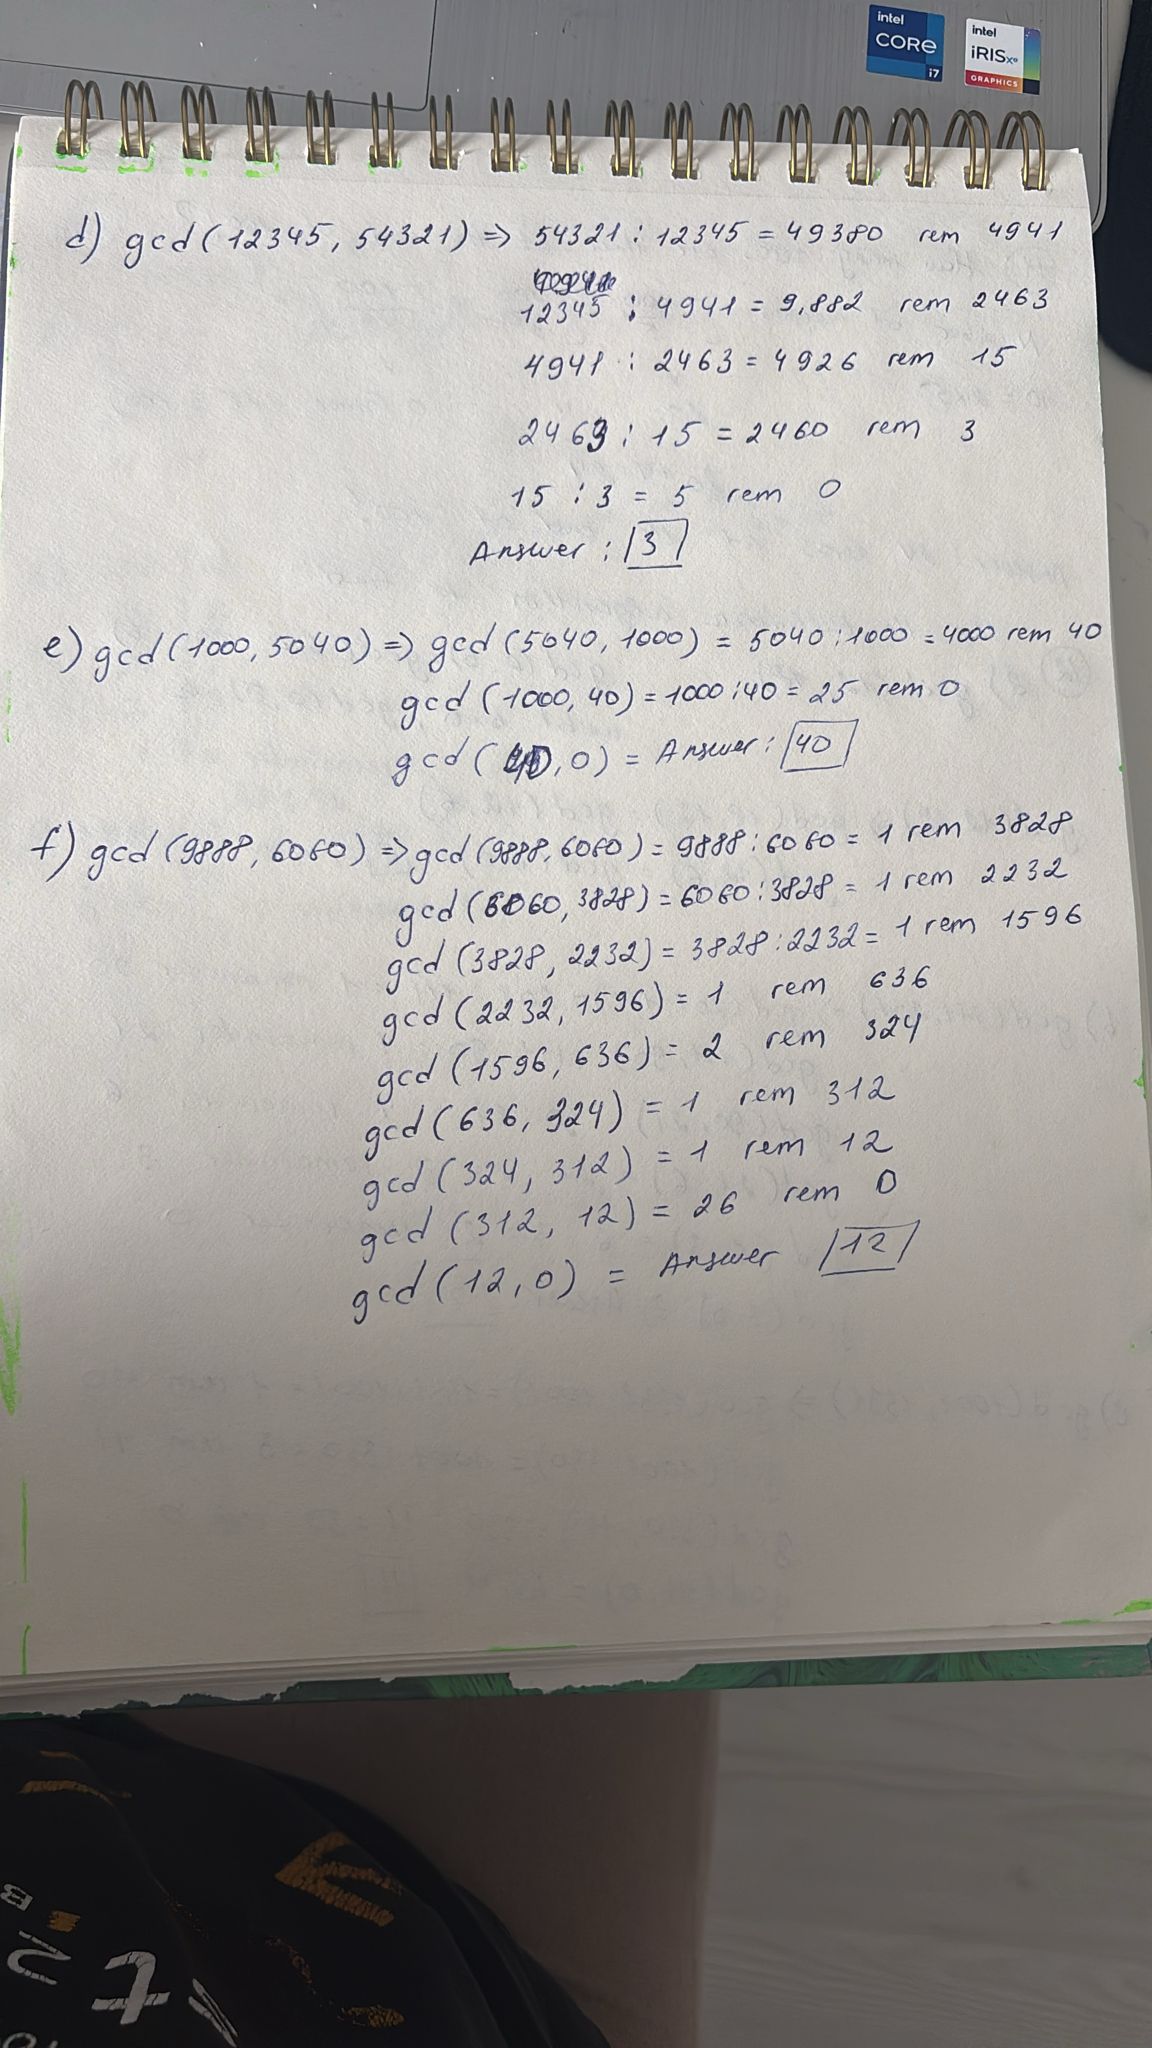 intel
CORE
i7
intel
iRISxe
GRAPHICS
d) gcd(12345, 54321) => 54321 : 12345 = 49380 rem 4941
12345 : 4941 = 9,882 rem 2463
4941 : 2463 = 4926 rem 15
2463 : 15 = 2460 rem 3
15 : 3 = 5 rem 0
Answer : 3
e) gcd(1000, 5040) => gcd(5040, 1000) = 5040 : 1000 = 4000 rem 40
gcd (1000, 40) = 1000 : 40 = 25 rem 0
gcd (40, 0) = Answer : 40
f) gcd(9888, 6060) => gcd(9888, 6060) = 9888 : 6060 = 1 rem 3828
gcd(6060, 3828) = 6060 : 3828 = 1 rem 2232
gcd (3828, 2232) = 3828 : 2232 = 1 rem 1596
gcd (2232, 1596) = 1 rem 636
gcd (1596, 636) = 2 rem 324
gcd (636, 324) = 1 rem 312
gcd (324, 312) = 1 rem 12
gcd (312, 12) = 26 rem 0
gcd (12, 0) = Answer 12